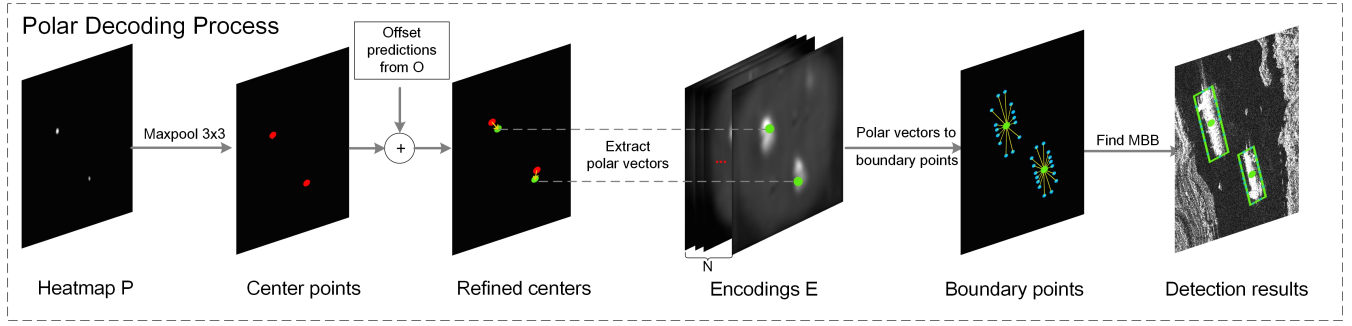 Polar Decoding Process
Offset
predictions
from O
Maxpool 3x3
+
Extract
polar vectors
...
N
Polar vectors to
boundary points
Find MBB
Heatmap P
Center points
Refined centers
Encodings E
Boundary points
Detection results